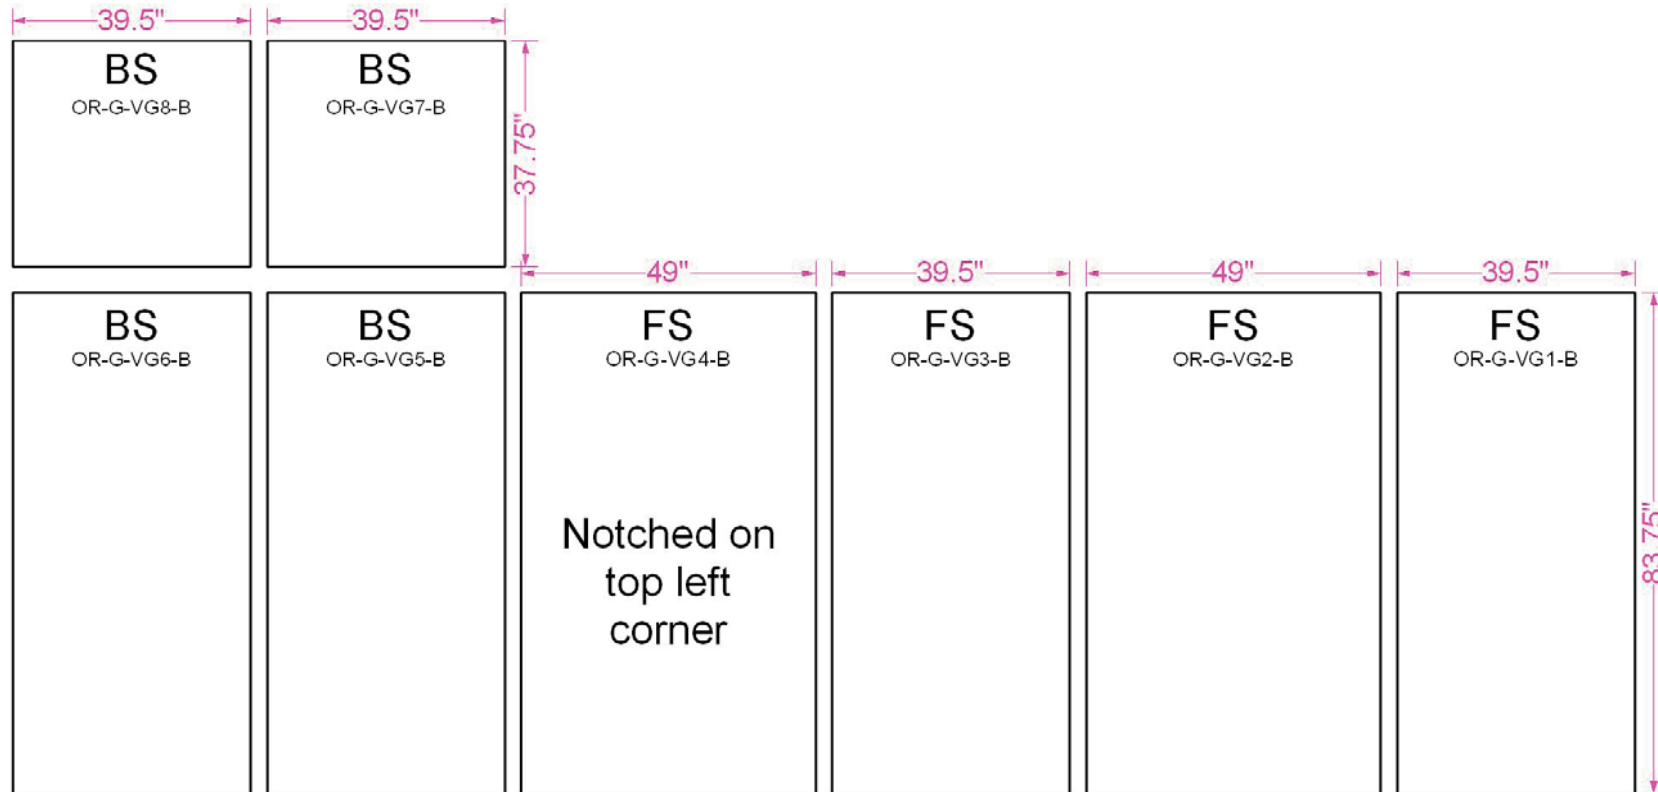 39.5" 39.5"
BS BS
OR-G-VG8-B OR-G-VG7-B
37.75"
49" 39.5" 49" 39.5"
BS BS FS FS FS FS
OR-G-VG6-B OR-G-VG5-B OR-G-VG4-B OR-G-VG3-B OR-G-VG2-B OR-G-VG1-B
Notched on
top left
corner
83.75"